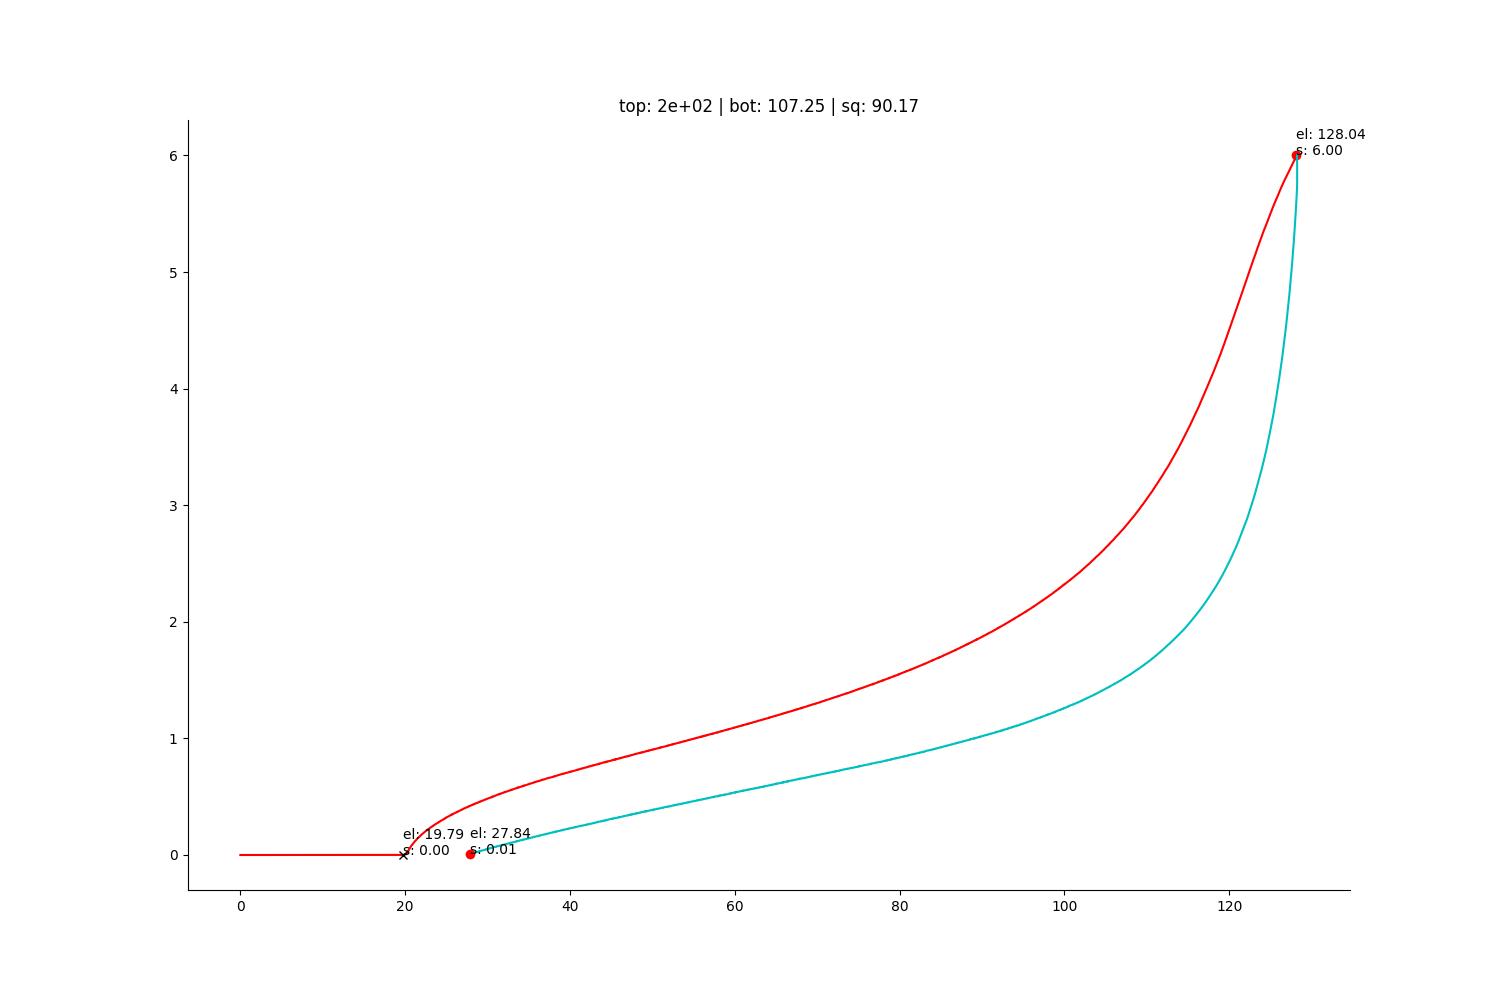 top: 2e+02 | bot: 107.25 | sq: 90.17
el: 128.04
s: 6.00
6
5
4
3
2
1
0
el: 19.79
s: 0.00
el: 27.84
s: 0.01
0
20
40
60
80
100
120